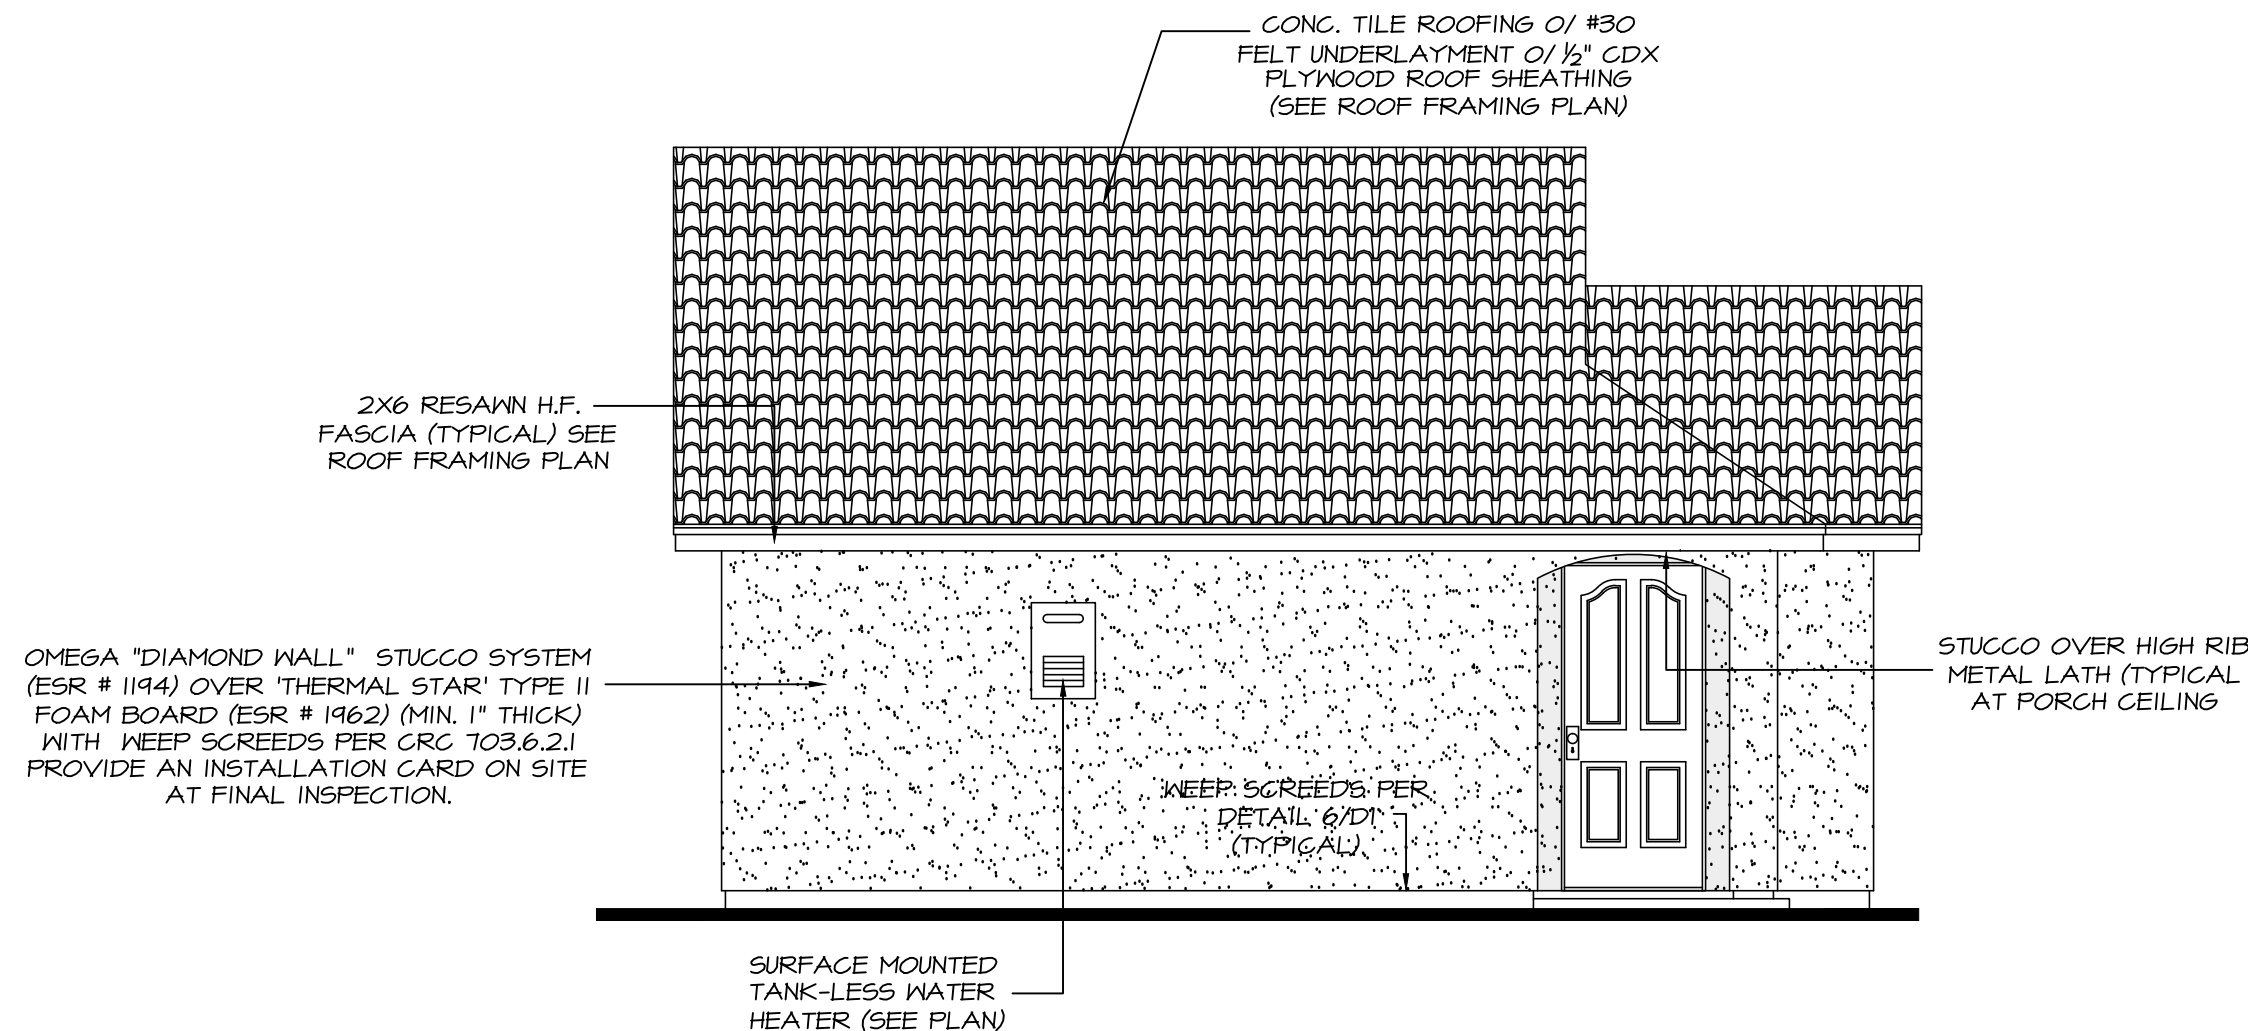 CONC. TILE ROOFING O/ #30
FELT UNDERLAYMENT O/ ½" CDX
PLYWOOD ROOF SHEATHING
(SEE ROOF FRAMING PLAN)
2X6 RESAWN H.F.
FASCIA (TYPICAL) SEE
ROOF FRAMING PLAN
OMEGA "DIAMOND WALL" STUCCO SYSTEM
(ESR # 1194) OVER 'THERMAL STAR' TYPE II
FOAM BOARD (ESR # 1962) (MIN. 1" THICK)
WITH WEEP SCREEDS PER CRC 703.6.2.1
PROVIDE AN INSTALLATION CARD ON SITE
AT FINAL INSPECTION.
STUCCO OVER HIGH RIB
METAL LATH (TYPICAL
AT PORCH CEILING
WEEP SCREEDS PER
DETAIL 6/D1
(TYPICAL)
SURFACE MOUNTED
TANK-LESS WATER
HEATER (SEE PLAN)